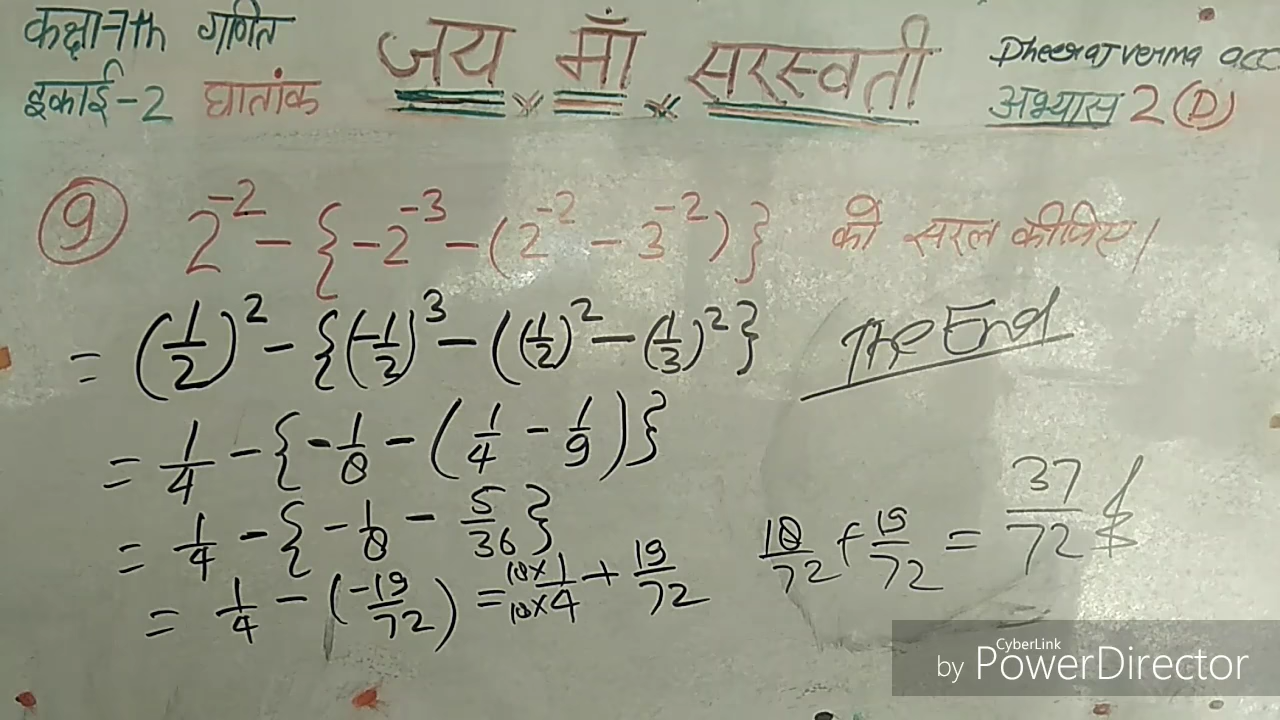 कक्षा-7th गणित
इकाई-2 घातांक
जय माँ सरस्वती
Dheeraj verma acc
अभ्यास 2(D)
9 2^-2 - {-2^-3 - (2^-2 - 3^-2)} को सरल कीजिए।
= (1/2)^2 - {(-1/2)^3 - ((1/2)^2 - (1/3)^2}
The End
= 1/4 - {-1/8 - (1/4 - 1/9)}
= 1/4 - {-1/8 - 5/36}
= 1/4 - (-19/72) = 18×1/18×4 + 19/72
18/72 + 19/72 = 37/72
CyberLink
by PowerDirector